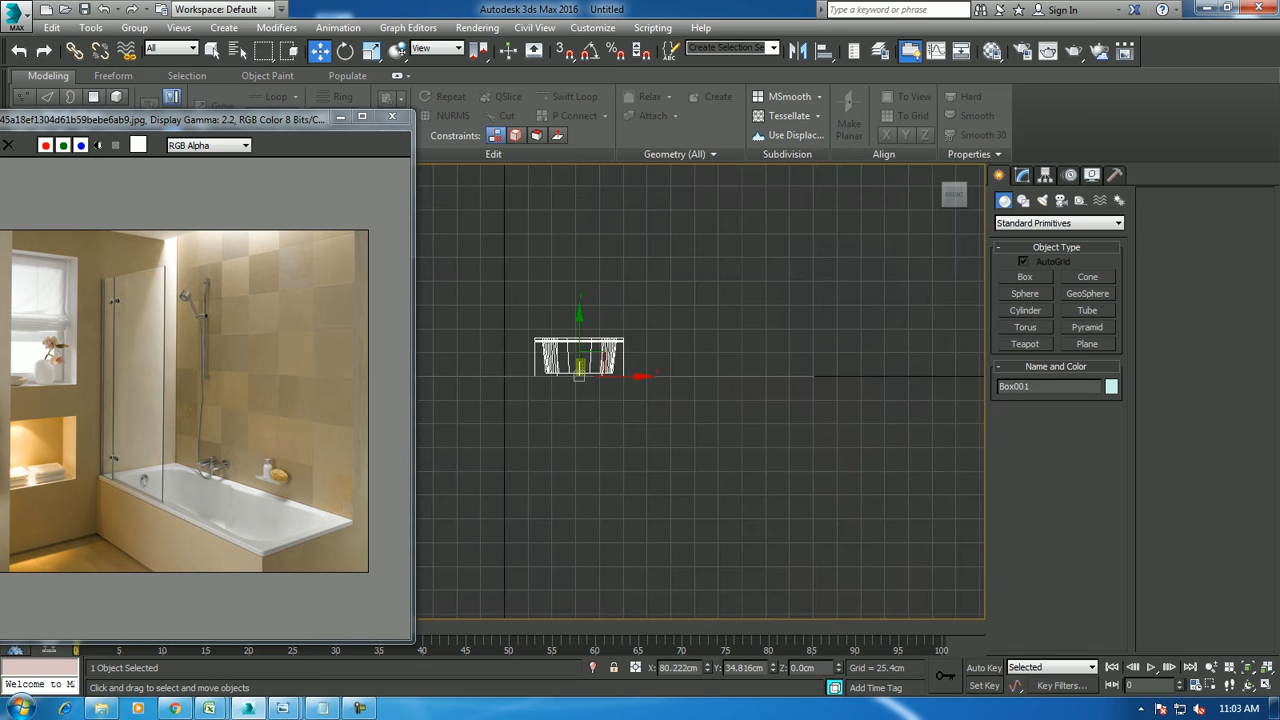 MAX
Workspace: Default
Autodesk 3ds Max 2016 Untitled
Type a keyword or phrase
Sign In
Edit Tools Group Views Create Modifiers Animation Graph Editors Rendering Civil View Customize Scripting Help
All
View
Create Selection Se
Modeling Freeform Selection Object Paint Populate
Loop Ring
Repeat QSlice Swift Loop Relax Create MSmooth To View Hard
NURMS Cut P Connect Attach Tessellate Make Planar To Grid Smooth
Constraints: Use Displac... X Y Z Smooth 30
Edit Geometry (All) Subdivision Align Properties
45a18ef1304d61b59bebe6ab9.jpg, Display Gamma: 2.2, RGB Color 8 Bits/C...
RGB Alpha
FRONT
Standard Primitives
Object Type
AutoGrid
Box Cone
Sphere GeoSphere
Cylinder Tube
Torus Pyramid
Teapot Plane
Name and Color
Box001
5 10 15 20 25 30 35 40 45 50 55 60 65 70 75 80 85 90 95 100
1 Object Selected X: 80.222cm Y: 34.816cm Z: 0.0cm Grid = 25.4cm Auto Key Selected
Welcome to M Click and drag to select and move objects Add Time Tag Set Key Key Filters... 0
11:03 AM